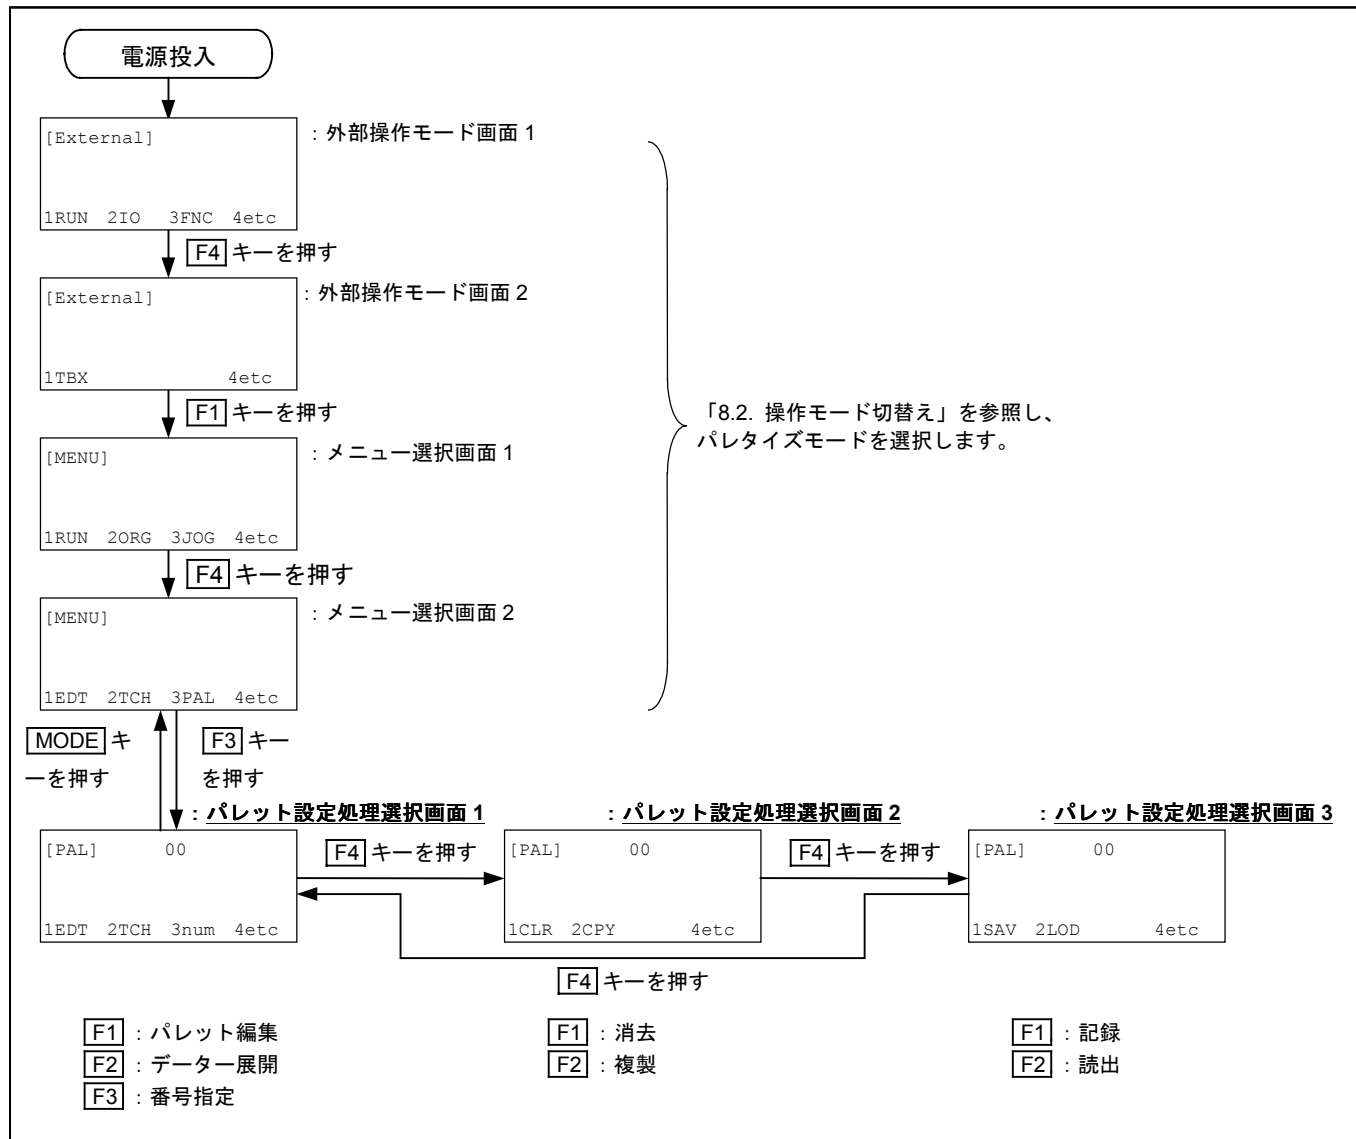 電源投入
[External]
：外部操作モード画面 1
1RUN 2IO 3FNC 4etc
F4 キーを押す
[External]
：外部操作モード画面 2
1TBX 4etc
F1 キーを押す
「8.2. 操作モード切替え」を参照し、
パレタイズモードを選択します。
[MENU]
：メニュー選択画面 1
1RUN 2ORG 3JOG 4etc
F4 キーを押す
[MENU]
：メニュー選択画面 2
1EDT 2TCH 3PAL 4etc
MODE キ
ーを押す
F3 キー
を押す
：パレット設定処理選択画面 1
[PAL] 00
1EDT 2TCH 3num 4etc
F4 キーを押す
：パレット設定処理選択画面 2
[PAL] 00
1CLR 2CPY 4etc
F4 キーを押す
：パレット設定処理選択画面 3
[PAL] 00
1SAV 2LOD 4etc
F4 キーを押す
F1：パレット編集
F2：データー展開
F3：番号指定
F1：消去
F2：複製
F1：記録
F2：読出